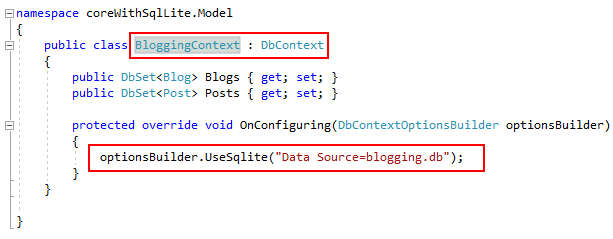 namespace coreWithSqlLite.Model
{
public class BloggingContext : DbContext
{
public DbSet<Blog> Blogs { get; set; }
public DbSet<Post> Posts { get; set; }
protected override void OnConfiguring(DbContextOptionsBuilder optionsBuilder)
{
optionsBuilder.UseSqlite("Data Source=blogging.db");
}
}
}